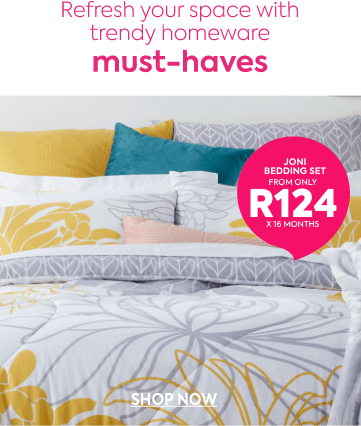 Refresh your space with
trendy homeware
must-haves
JONI
BEDDING SET
FROM ONLY
R124
X 16 MONTHS
SHOP NOW